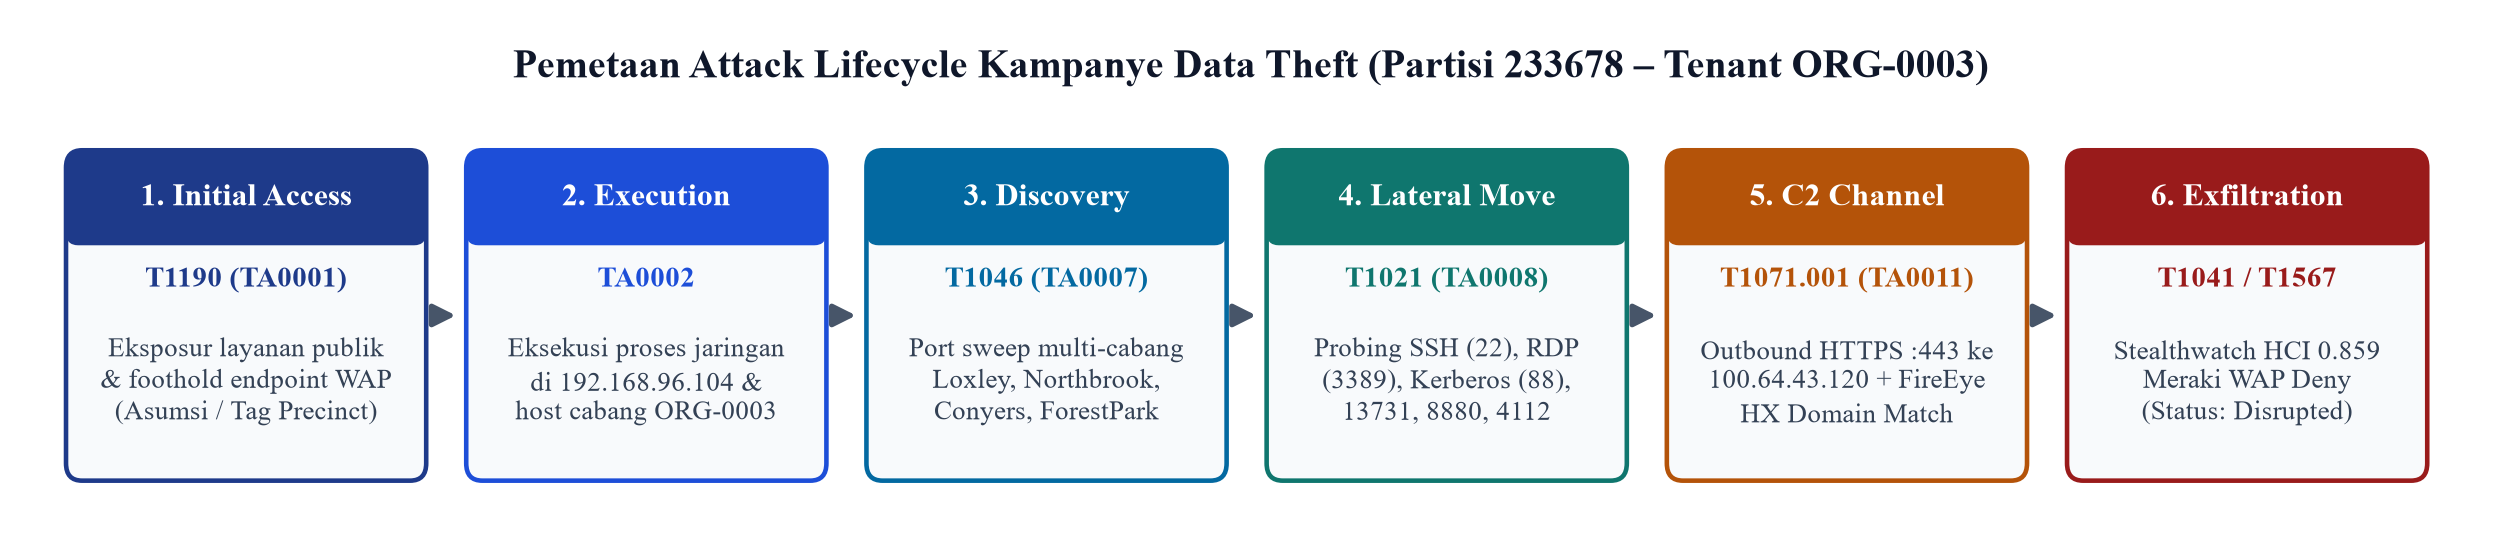 Pemetaan Attack Lifecycle Kampanye Data Theft (Partisi 233678 – Tenant ORG-0003)
1. Initial Access
T1190 (TA0001)
Eksposur layanan publik
& foothold endpoint WAP
(Asumsi / Tag Precinct)
2. Execution
TA0002
Eksekusi proses jaringan
di 192.168.96.104 &
host cabang ORG-0003
3. Discovery
T1046 (TA0007)
Port sweep multi-cabang
Loxley, Northbrook,
Conyers, ForestPark
4. Lateral Move
T1021 (TA0008)
Probing SSH (22), RDP
(3389), Kerberos (88),
13731, 8880, 4112
5. C2 Channel
T1071.001 (TA0011)
Outbound HTTPS :443 ke
100.64.43.120 + FireEye
HX Domain Match
6. Exfiltration
T1041 / T1567
Stealthwatch HCI 0.859
Meraki WAP Deny
(Status: Disrupted)